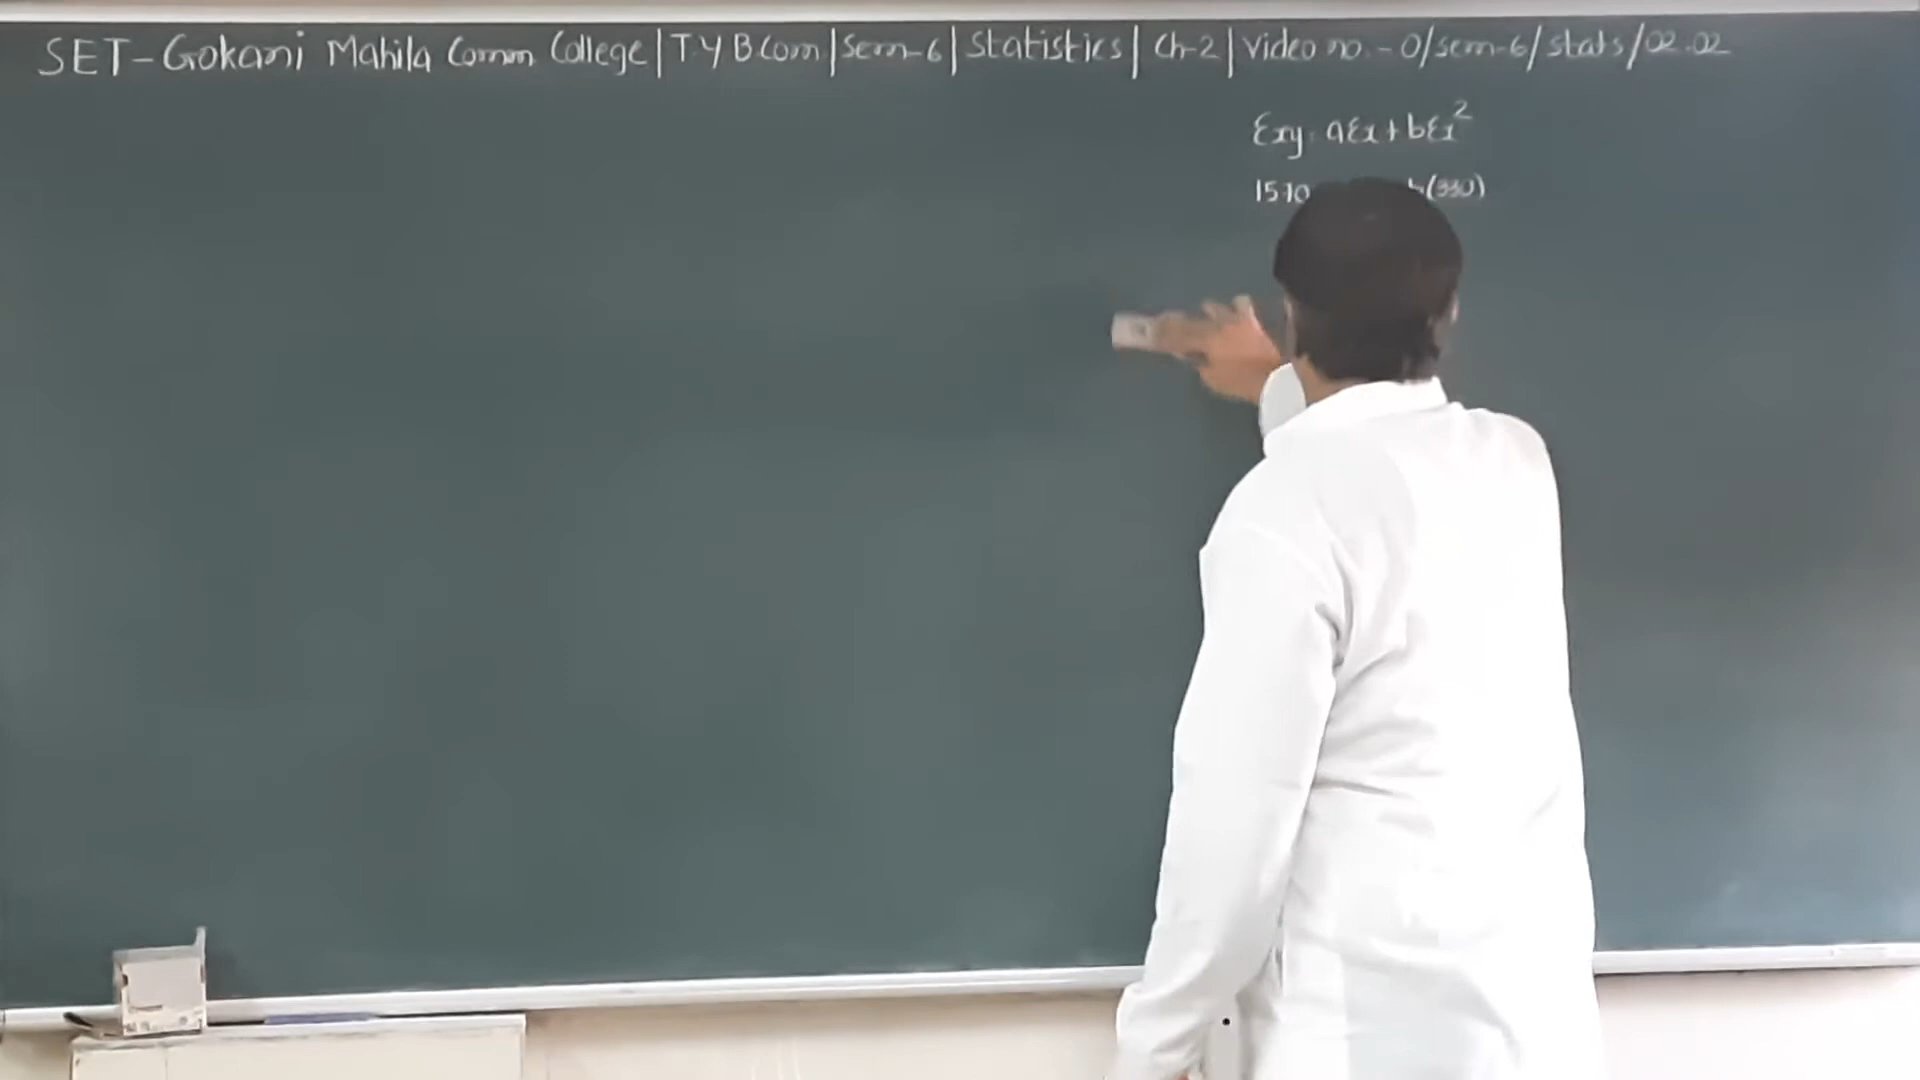 SET-Gokani Mahila Comm College|T.Y B.Com|Sem-6|Statistics|Ch-2|Video no.-0/sem-6/stats/02.02
Σxy = aΣx + bΣx²
1570 b(330)